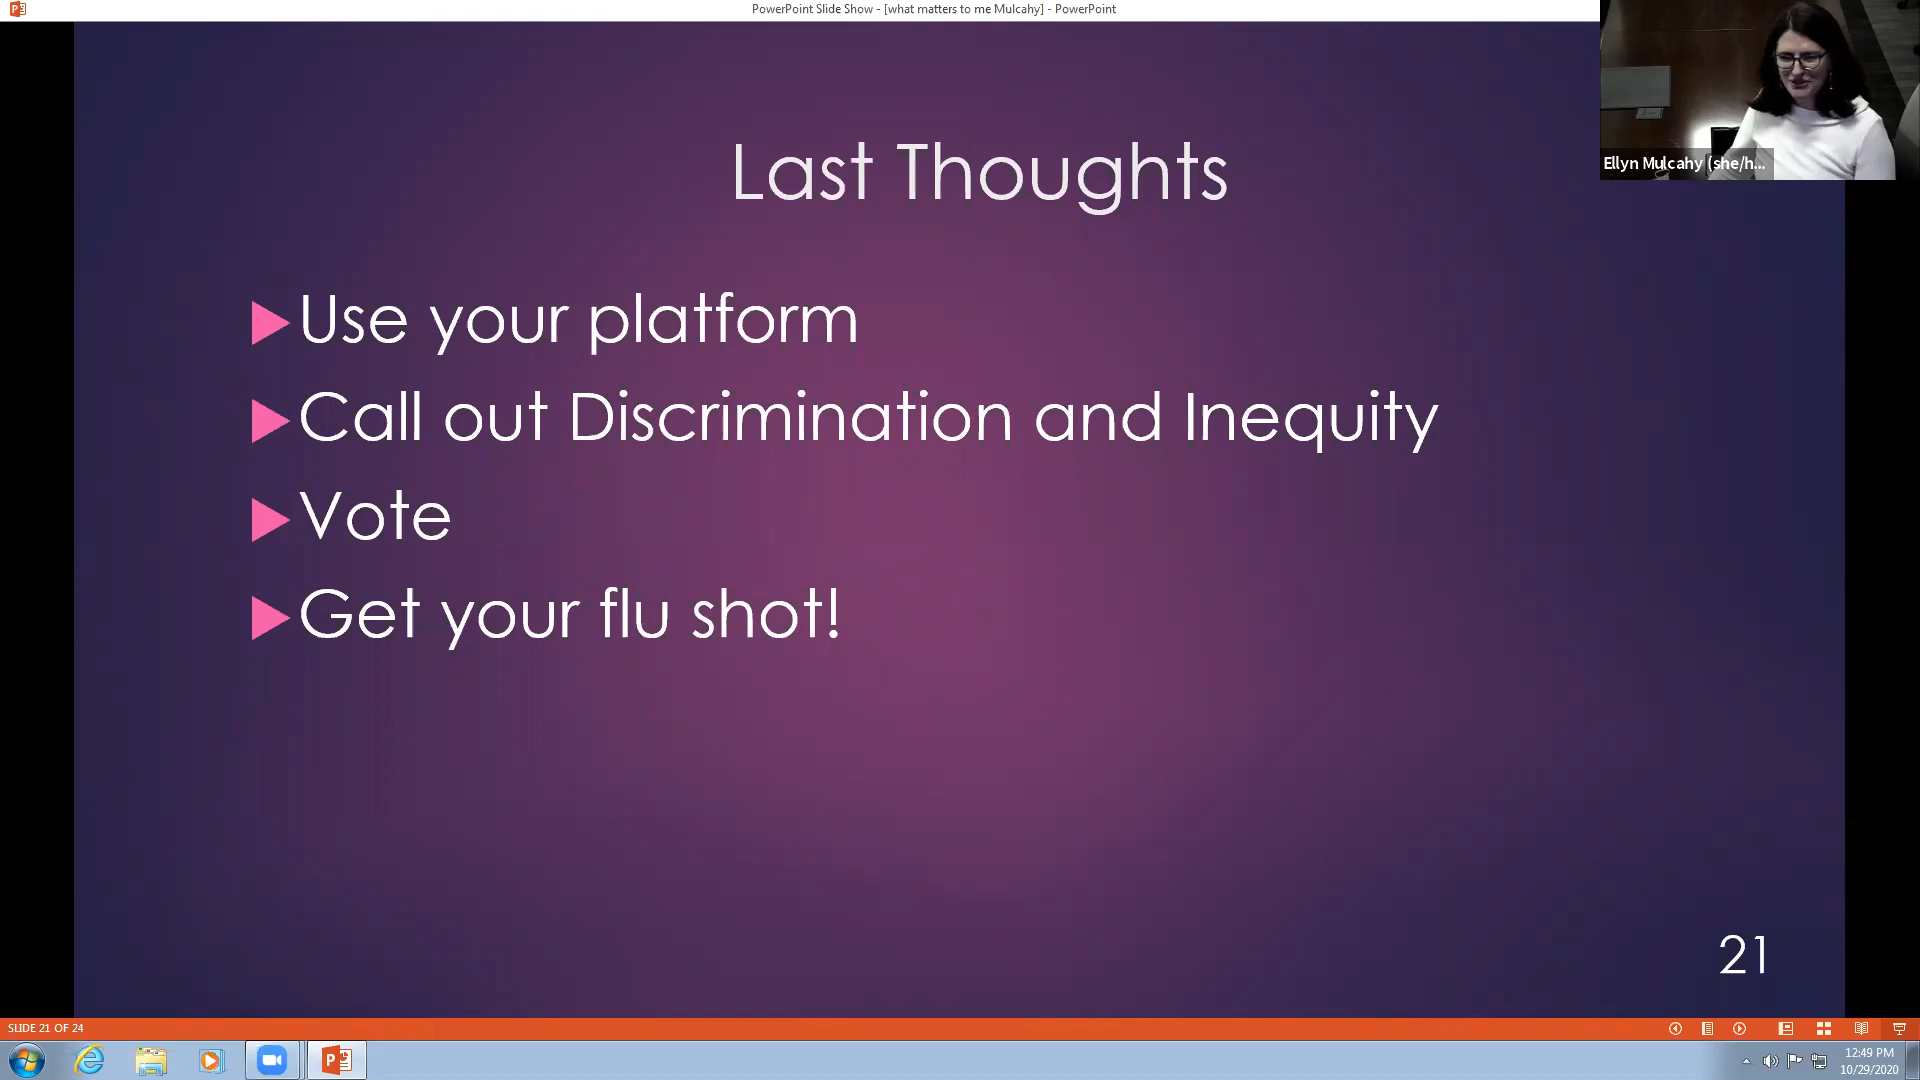 PowerPoint Slide Show - [what matters to me Mulcahy] - PowerPoint
Ellyn Mulcahy (she/h...
Last Thoughts
Use your platform
Call out Discrimination and Inequity
Vote
Get your flu shot!
21
SLIDE 21 OF 24
12:49 PM
10/29/2020